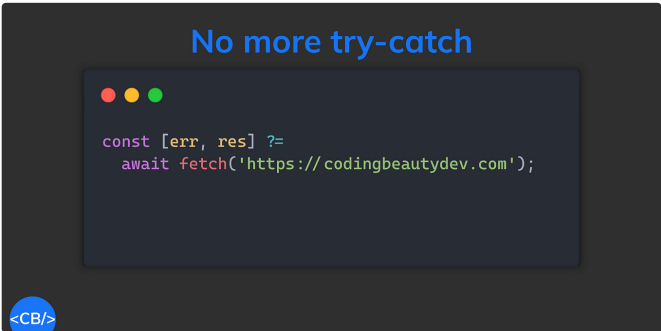 No more try-catch
const [err, res] ?=
await fetch('https://codingbeautydev.com');
<CB/>